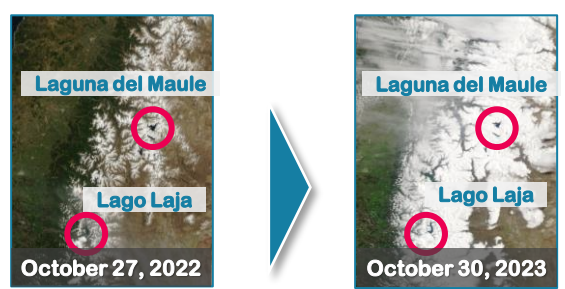 Laguna del Maule
Lago Laja
October 27, 2022
Laguna del Maule
Lago Laja
October 30, 2023